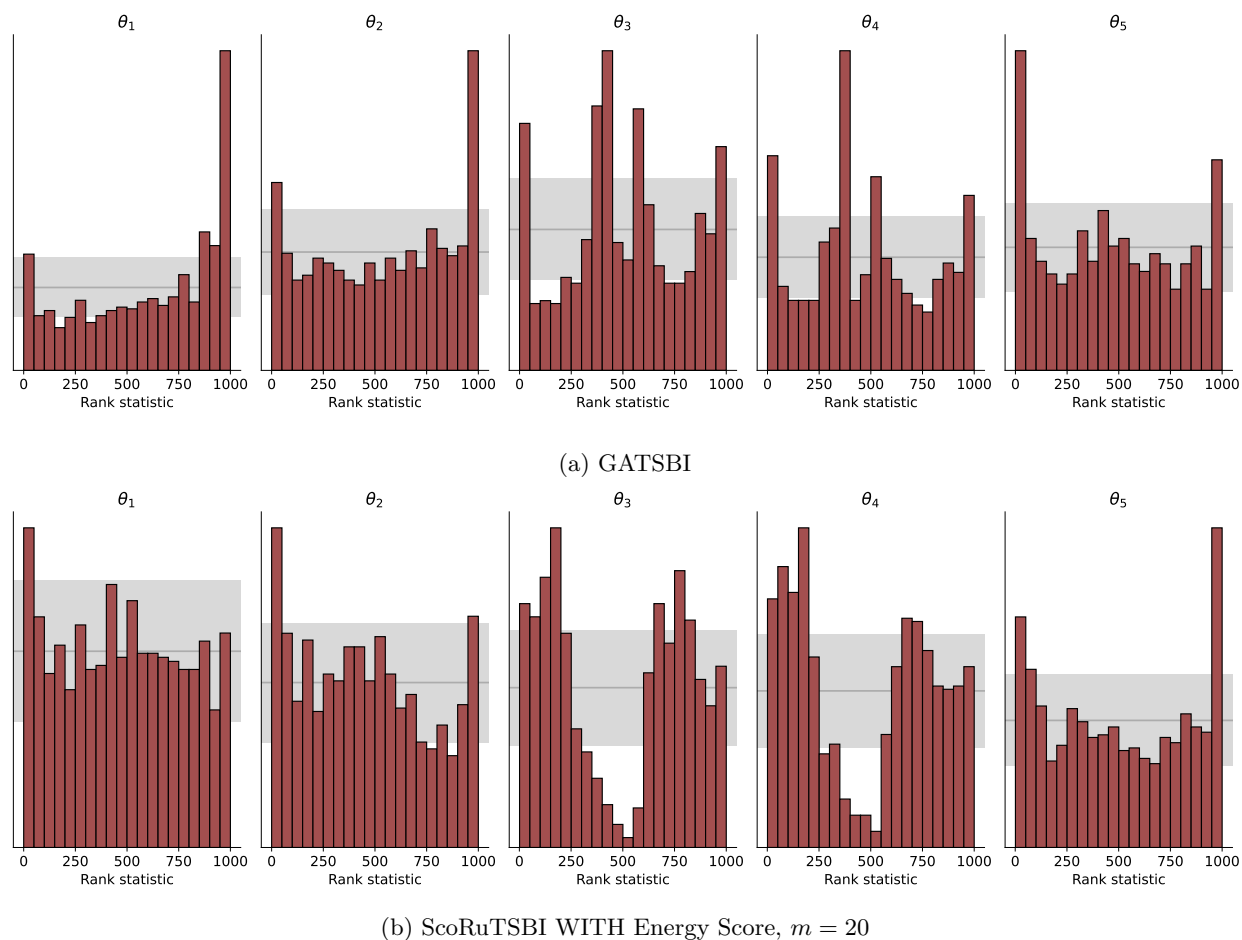 θ1 θ2 θ3 θ4 θ5
0 250 500 750 1000 0 250 500 750 1000 0 250 500 750 1000 0 250 500 750 1000 0 250 500 750 1000
Rank statistic Rank statistic Rank statistic Rank statistic Rank statistic
(a) GATSBI
θ1 θ2 θ3 θ4 θ5
0 250 500 750 1000 0 250 500 750 1000 0 250 500 750 1000 0 250 500 750 1000 0 250 500 750 1000
Rank statistic Rank statistic Rank statistic Rank statistic Rank statistic
(b) ScoRuTSBI WITH Energy Score, m = 20